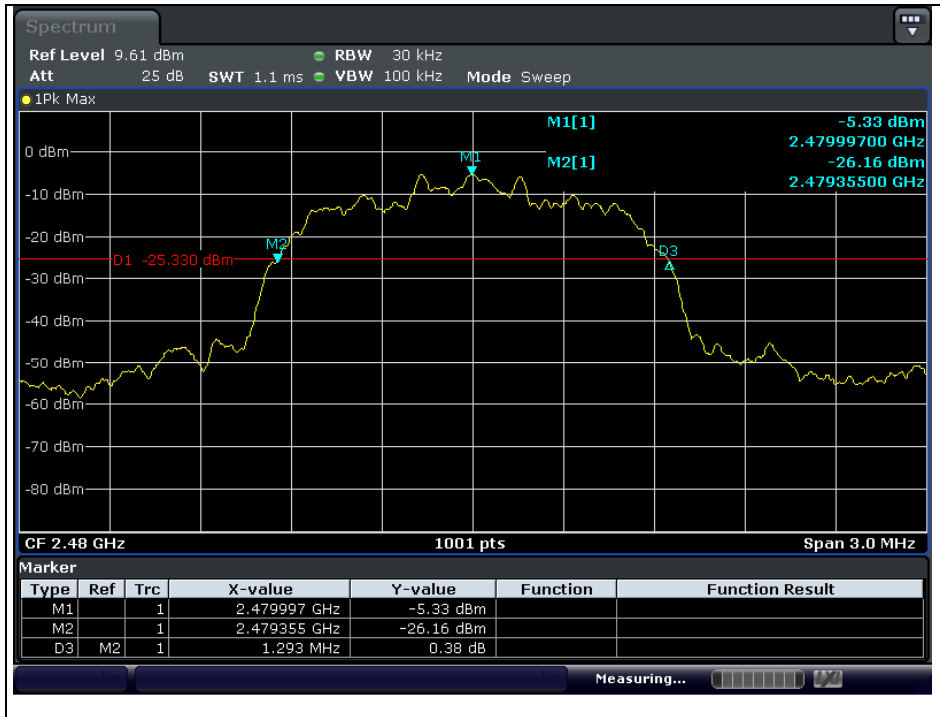 Spectrum
Ref Level 9.61 dBm RBW 30 kHz
Att 25 dB SWT 1.1 ms VBW 100 kHz Mode Sweep
1Pk Max
M1[1] -5.33 dBm
2.47999700 GHz
M2[1] -26.16 dBm
2.47935500 GHz
0 dBm
M1
-10 dBm
-20 dBm
M2
D3
D1 -25.330 dBm
-30 dBm
-40 dBm
-50 dBm
-60 dBm
-70 dBm
-80 dBm
CF 2.48 GHz 1001 pts Span 3.0 MHz
Marker
Type Ref Trc X-value Y-value Function Function Result
M1 1 2.479997 GHz -5.33 dBm
M2 1 2.479355 GHz -26.16 dBm
D3 M2 1 1.293 MHz 0.38 dB
Measuring...